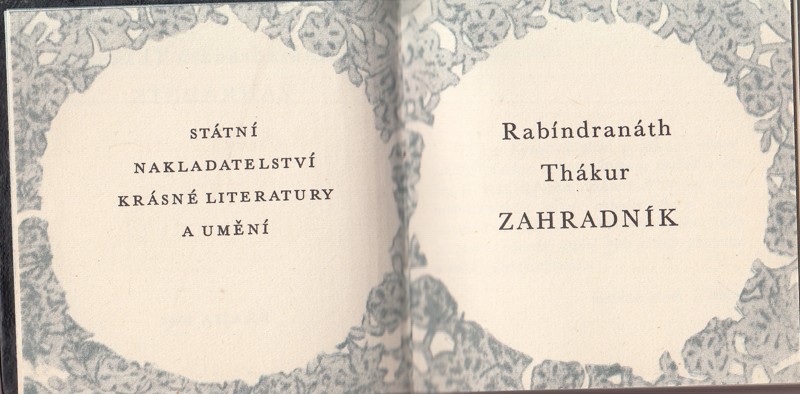 STÁTNÍ
NAKLADATELSTVÍ
KRÁSNÉ LITERATURY
A UMĚNÍ
Rabíndranáth
Thákur
ZAHRADNÍK